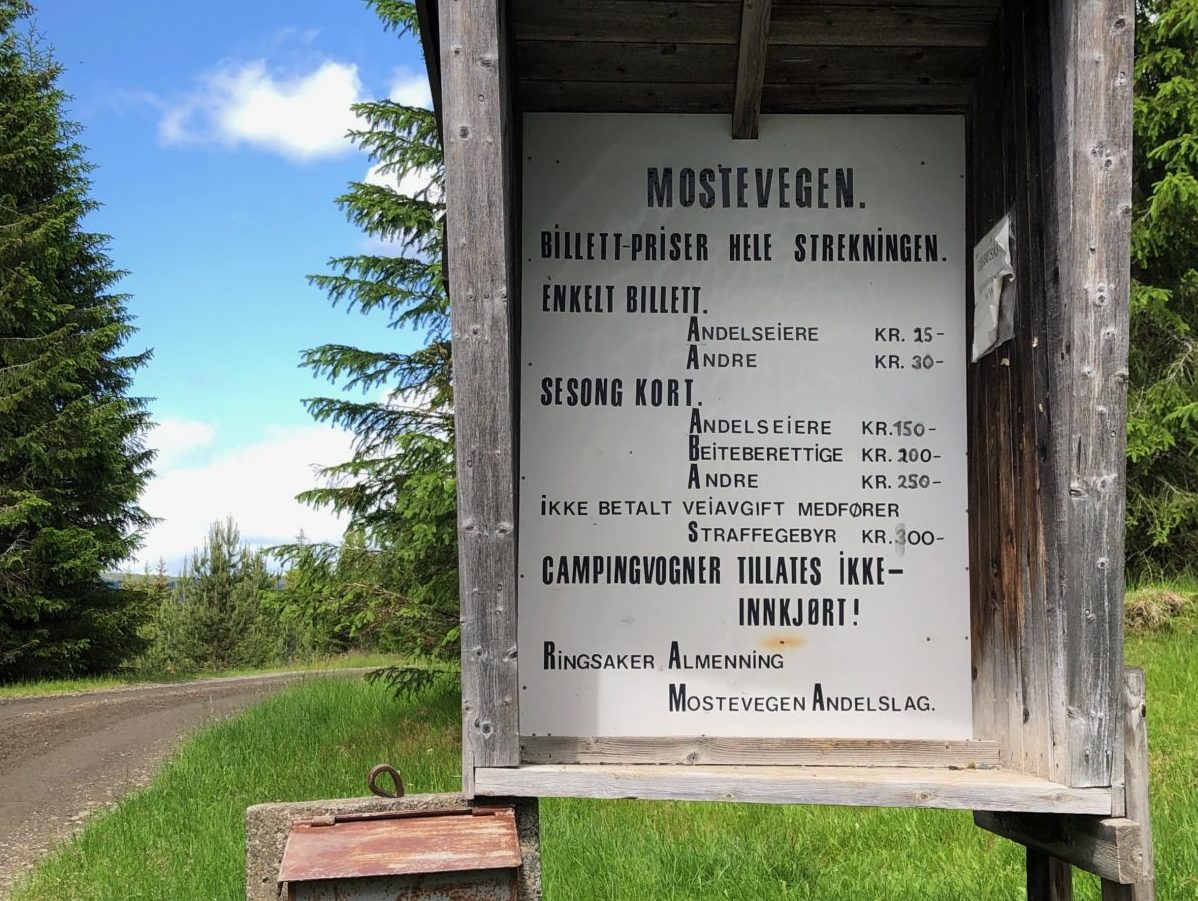 MOSTEVEGEN.
BILLETT-PRISER HELE STREKNINGEN.
ENKELT BILLETT.
ANDELSEIERE KR. 15-
ANDRE KR. 30-
SESONG KORT.
ANDELSEIERE KR. 150-
BEITEBERETTIGE KR. 200-
ANDRE KR. 250-
IKKE BETALT VEIAVGIFT MEDFØRER
STRAFFEGEBYR KR. 300-
CAMPINGVOGNER TILLATES IKKE-
INNKJØRT!
RINGSAKER ALMENNING
MOSTEVEGEN ANDELSLAG.